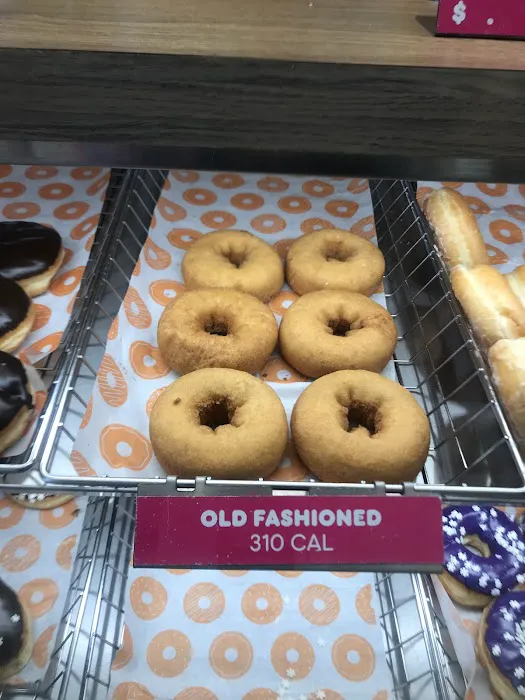 $ .
OLD FASHIONED
310 CAL